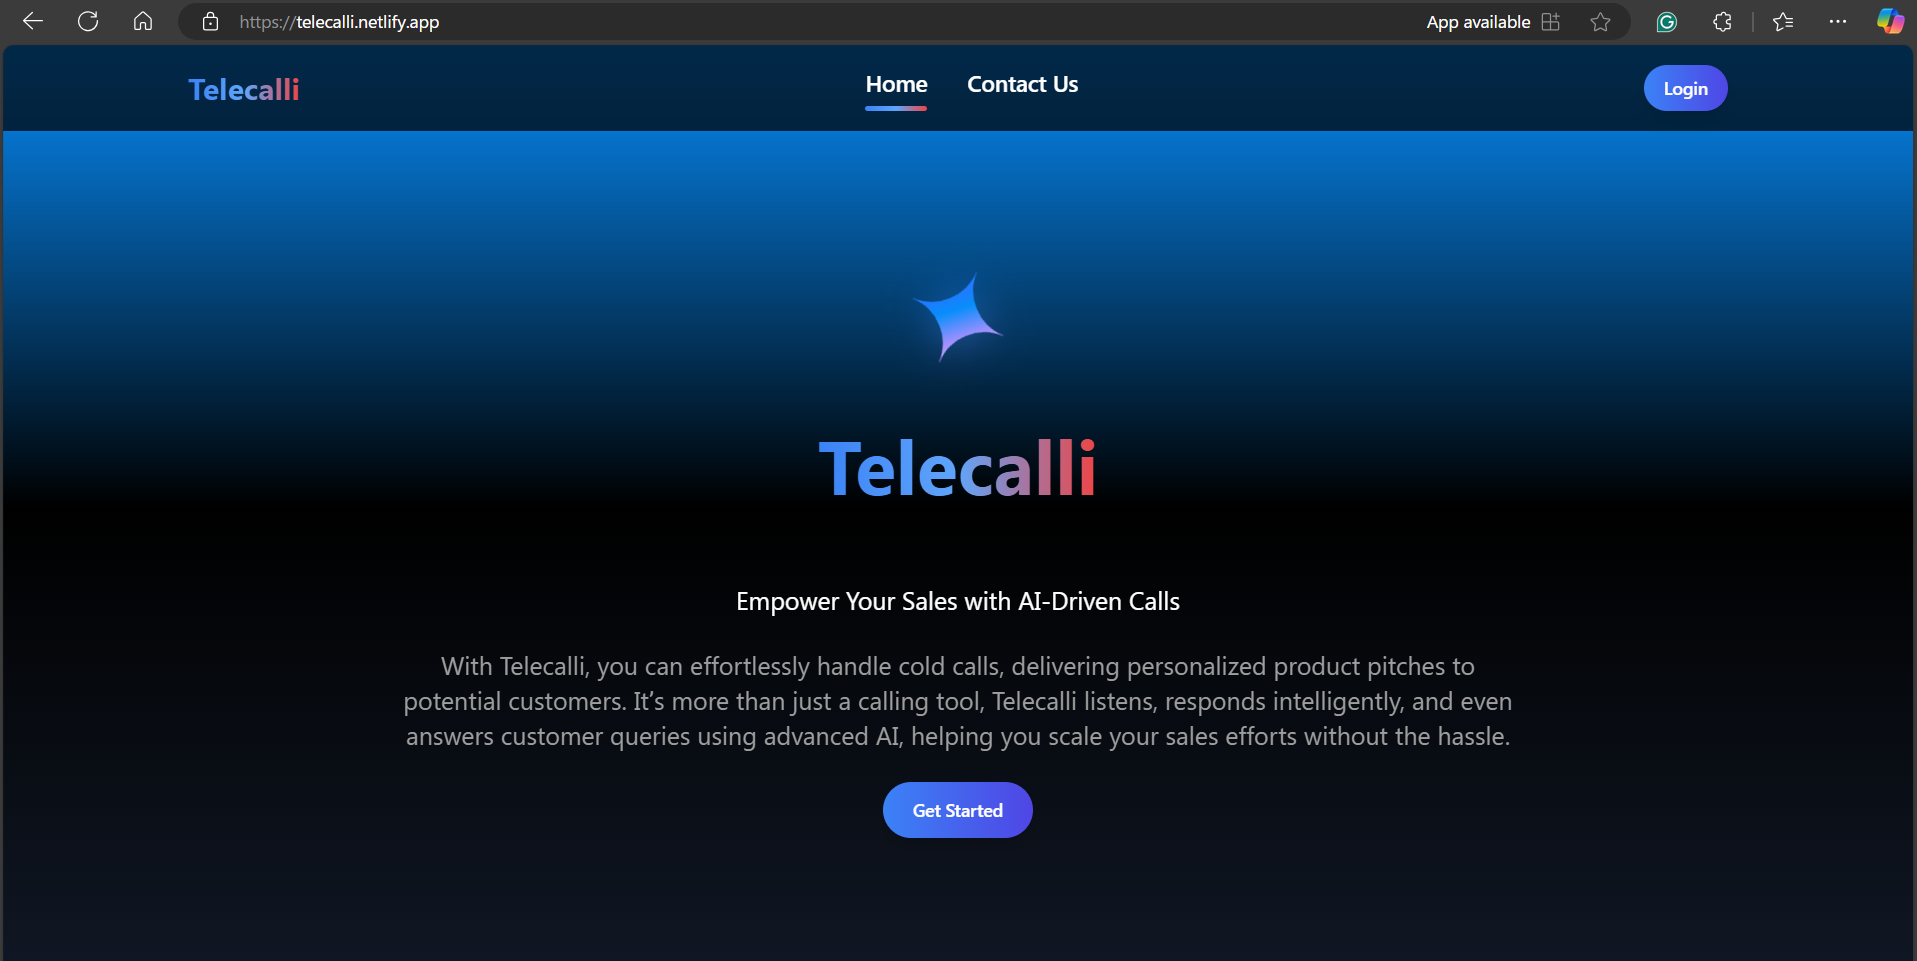 https://telecalli.netlify.app
App available
Telecalli
Home
Contact Us
Login
Telecalli
Empower Your Sales with AI-Driven Calls
With Telecalli, you can effortlessly handle cold calls, delivering personalized product pitches to
potential customers. It’s more than just a calling tool, Telecalli listens, responds intelligently, and even
answers customer queries using advanced AI, helping you scale your sales efforts without the hassle.
Get Started